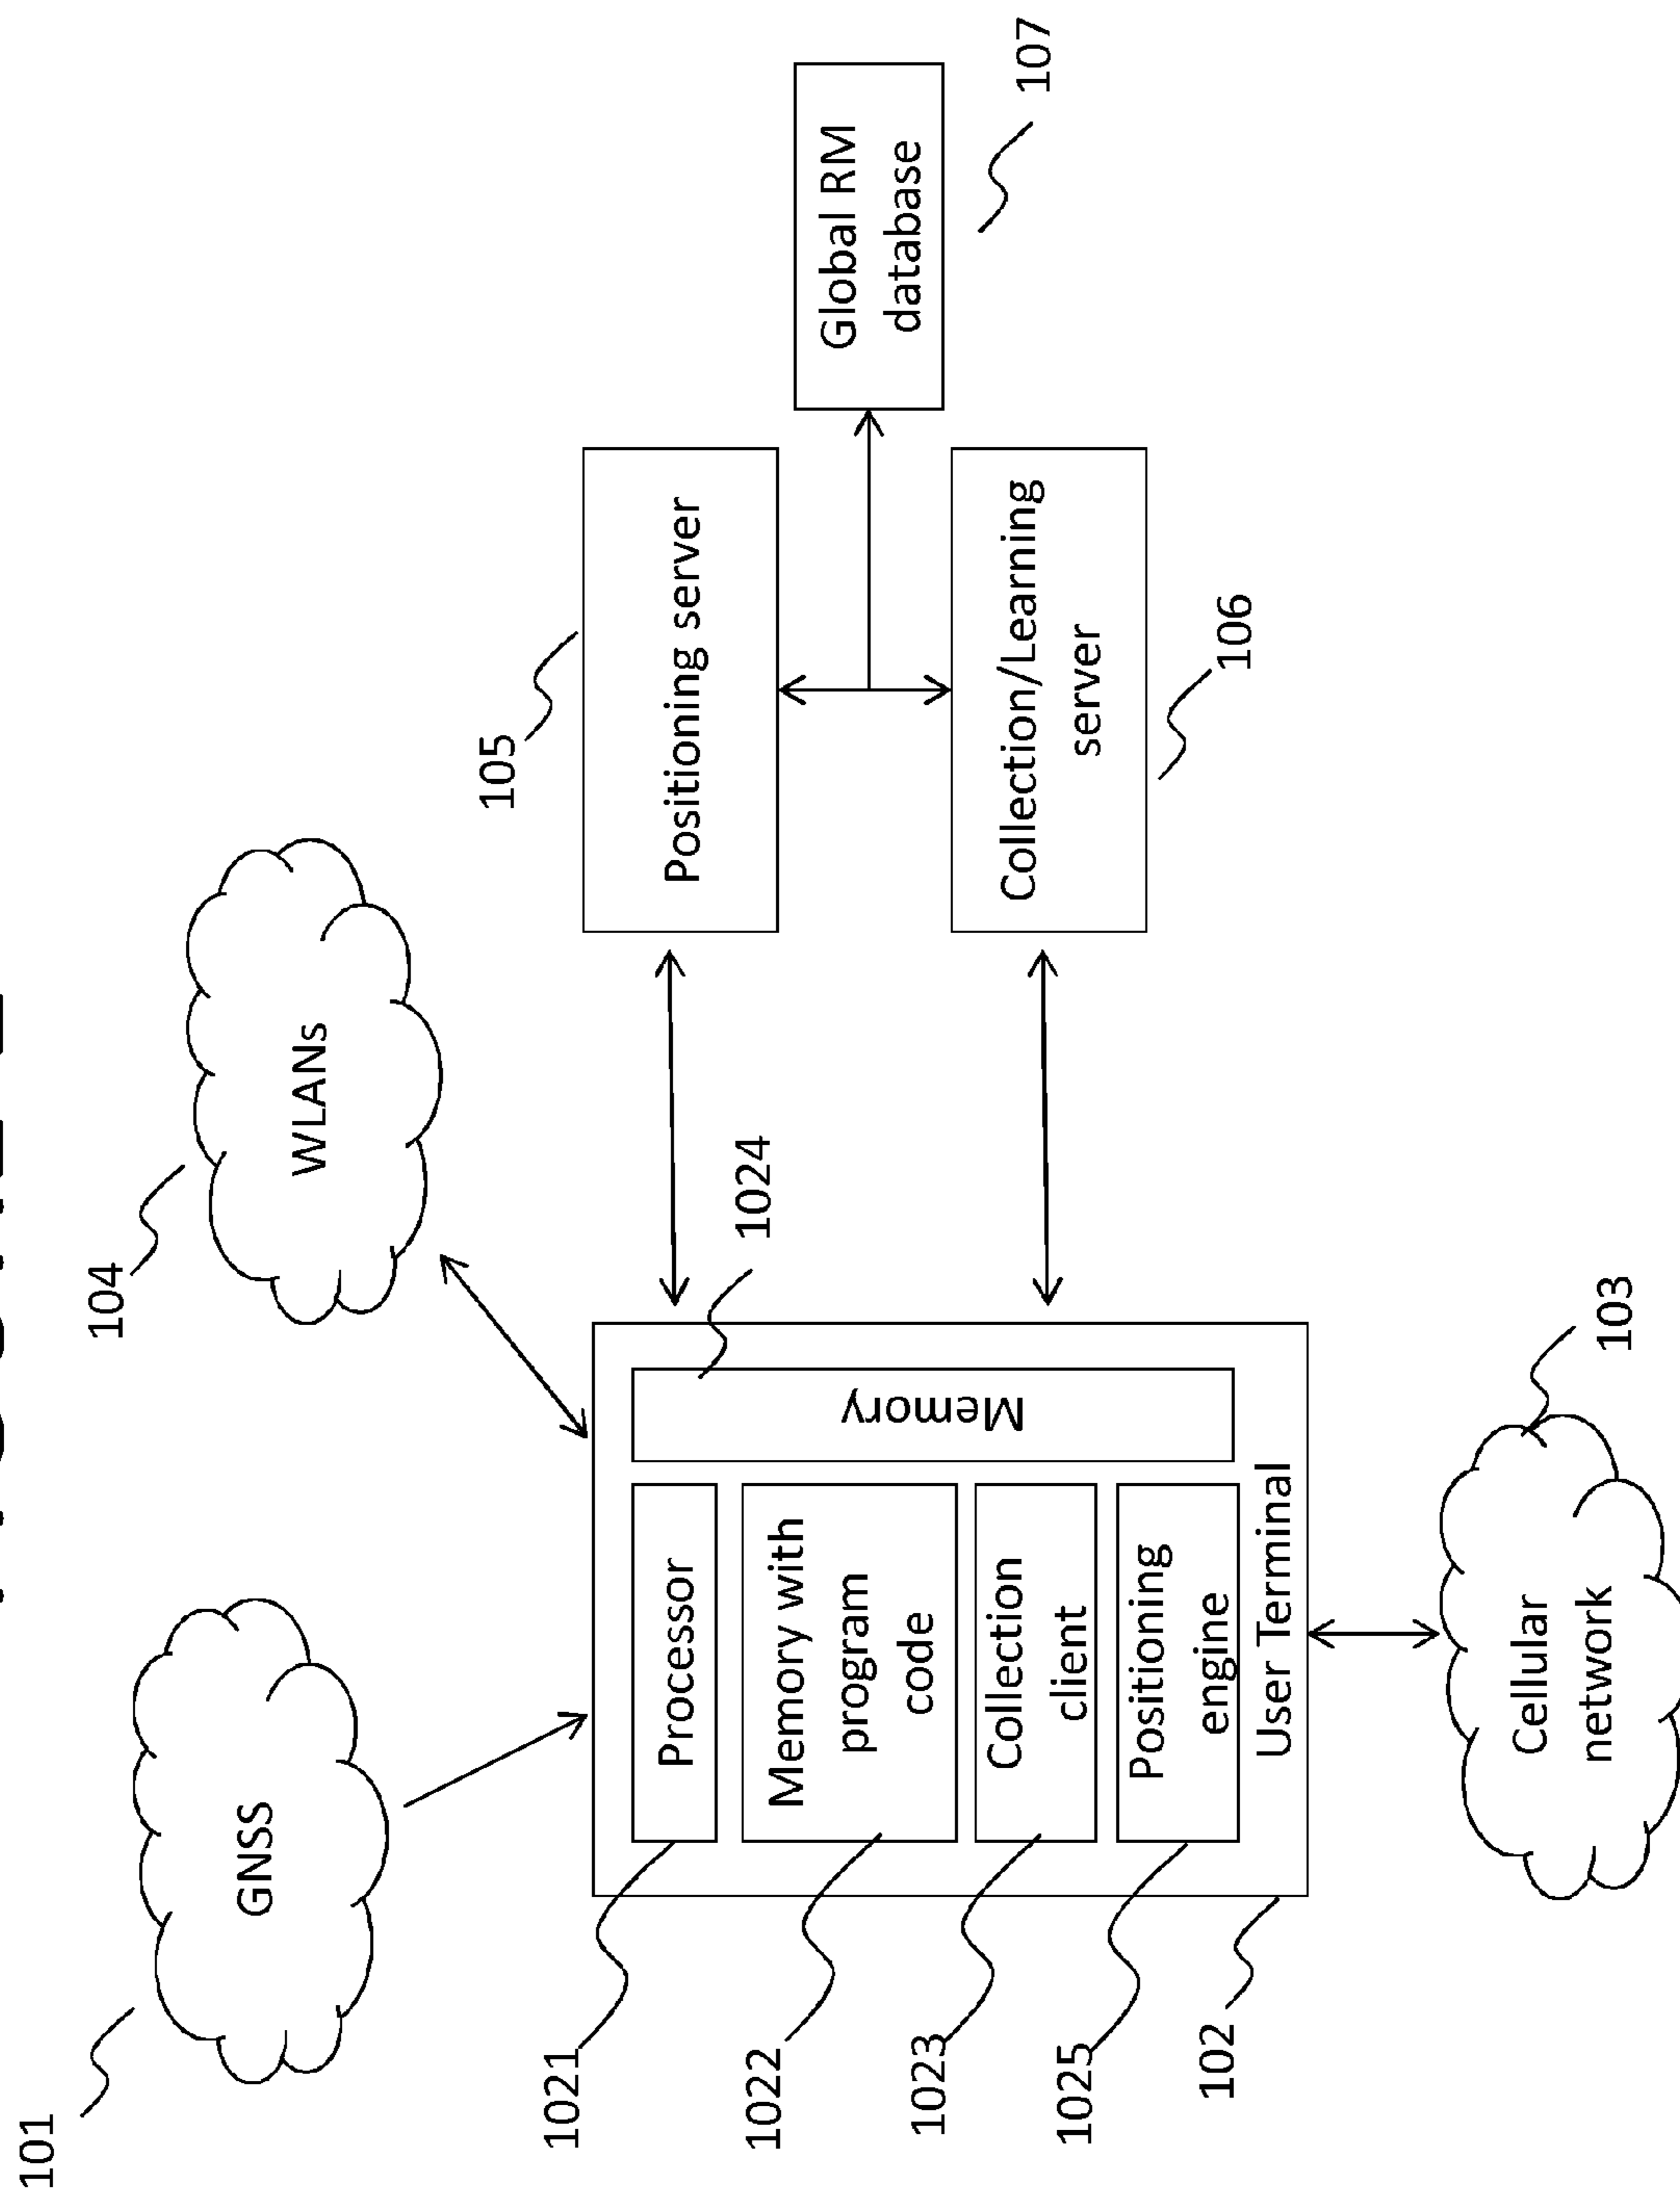 101
GNSS
104
WLANs
105
Positioning server
Collection/Learning
server
106
Global RM
database
107
1021
Processor
1022
Memory with
program
code
1023
Collection
client
1025
Positioning
engine
Memory
1024
User Terminal
102
Cellular
network
103